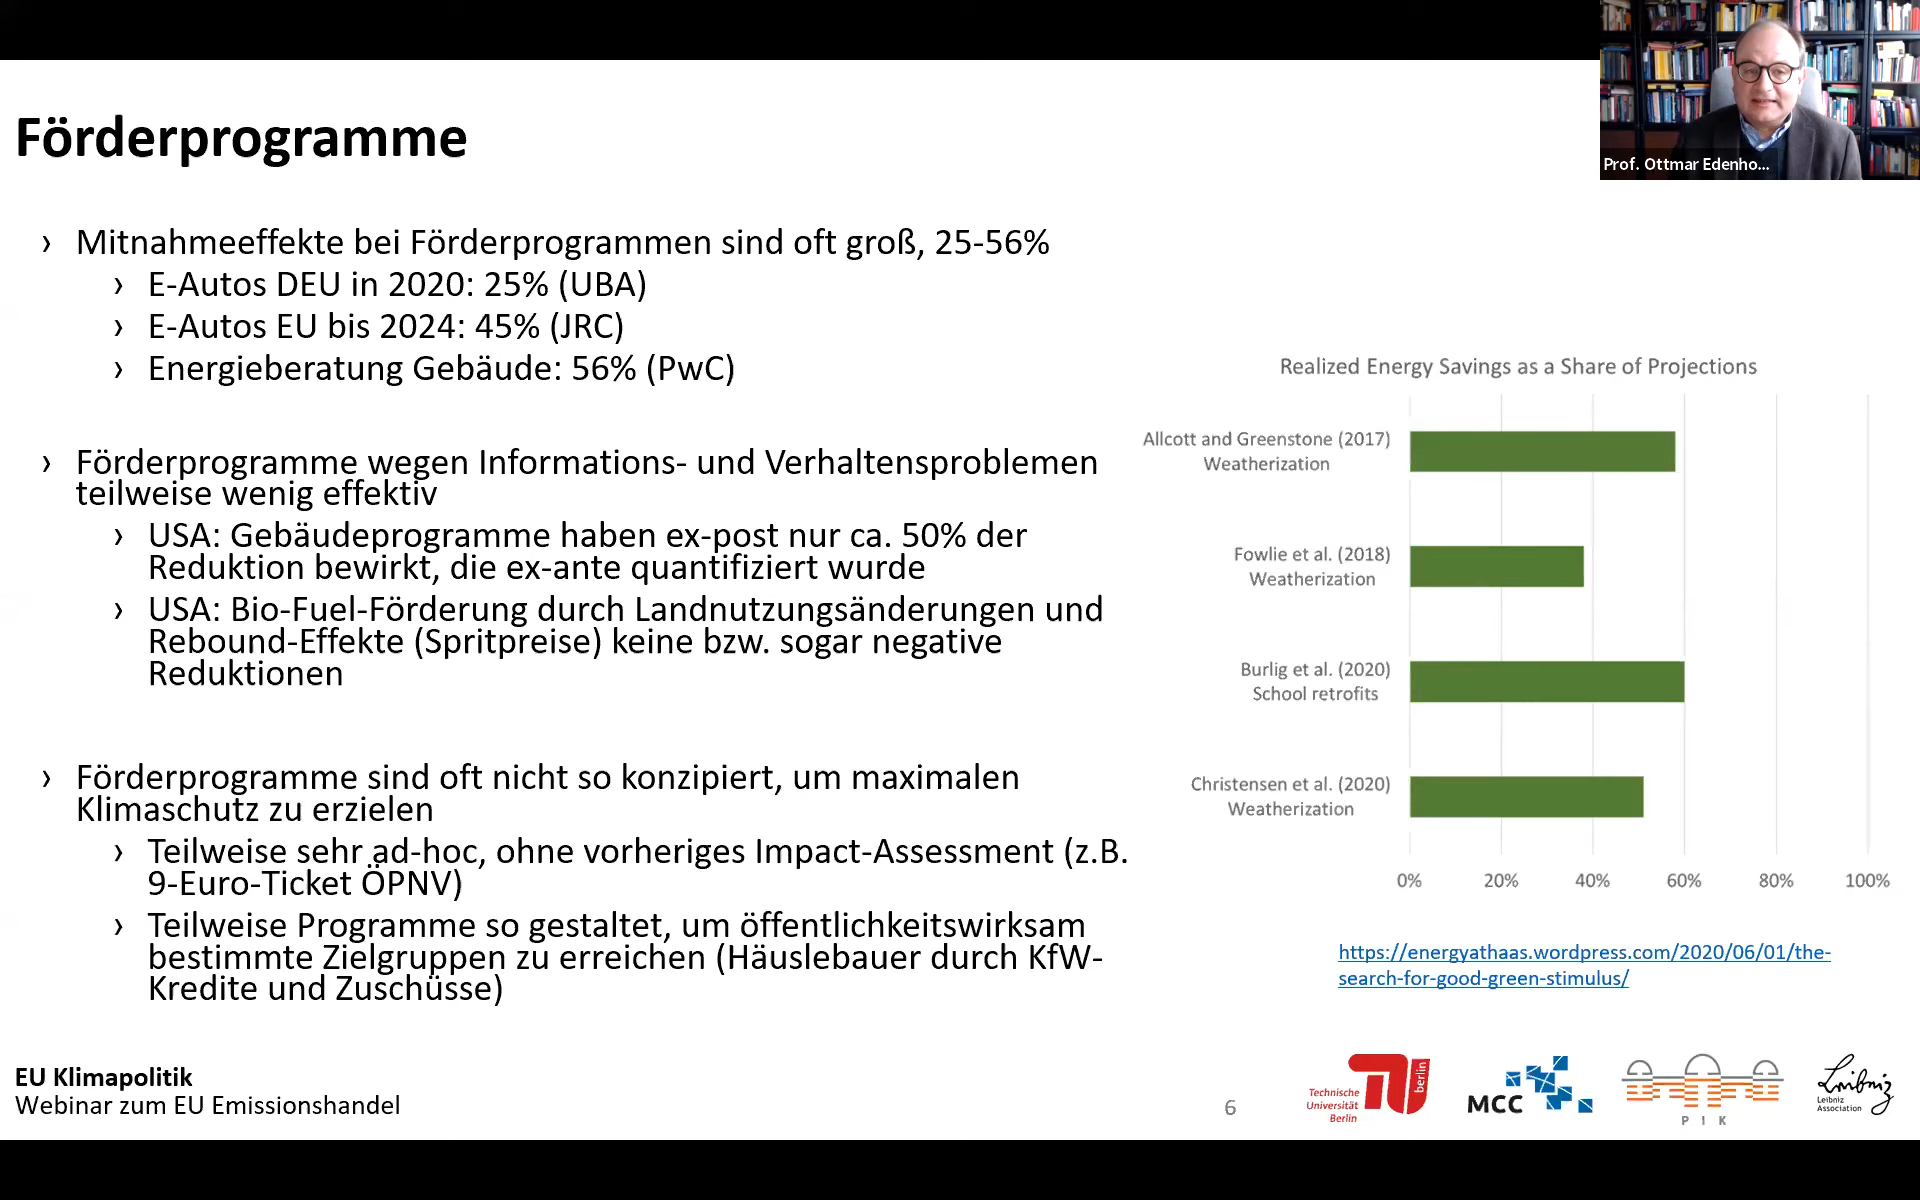 Prof. Ottmar Edenho...
Förderprogramme
› Mitnahmeeffekte bei Förderprogrammen sind oft groß, 25-56%
› E-Autos DEU in 2020: 25% (UBA)
› E-Autos EU bis 2024: 45% (JRC)
› Energieberatung Gebäude: 56% (PwC)
› Förderprogramme wegen Informations- und Verhaltensproblemen
teilweise wenig effektiv
› USA: Gebäudeprogramme haben ex-post nur ca. 50% der
Reduktion bewirkt, die ex-ante quantifiziert wurde
› USA: Bio-Fuel-Förderung durch Landnutzungsänderungen und
Rebound-Effekte (Spritpreise) keine bzw. sogar negative
Reduktionen
› Förderprogramme sind oft nicht so konzipiert, um maximalen
Klimaschutz zu erzielen
› Teilweise sehr ad-hoc, ohne vorheriges Impact-Assessment (z.B.
9-Euro-Ticket ÖPNV)
› Teilweise Programme so gestaltet, um öffentlichkeitswirksam
bestimmte Zielgruppen zu erreichen (Häuslebauer durch KfW-
Kredite und Zuschüsse)
Realized Energy Savings as a Share of Projections
Allcott and Greenstone (2017)
Weatherization
Fowlie et al. (2018)
Weatherization
Burlig et al. (2020)
School retrofits
Christensen et al. (2020)
Weatherization
0% 20% 40% 60% 80% 100%
https://energyathaas.wordpress.com/2020/06/01/the-
search-for-good-green-stimulus/
EU Klimapolitik
Webinar zum EU Emissionshandel
6
Technische
Universität
Berlin
berlin
MCC
P I K
Leibniz
Leibniz
Association